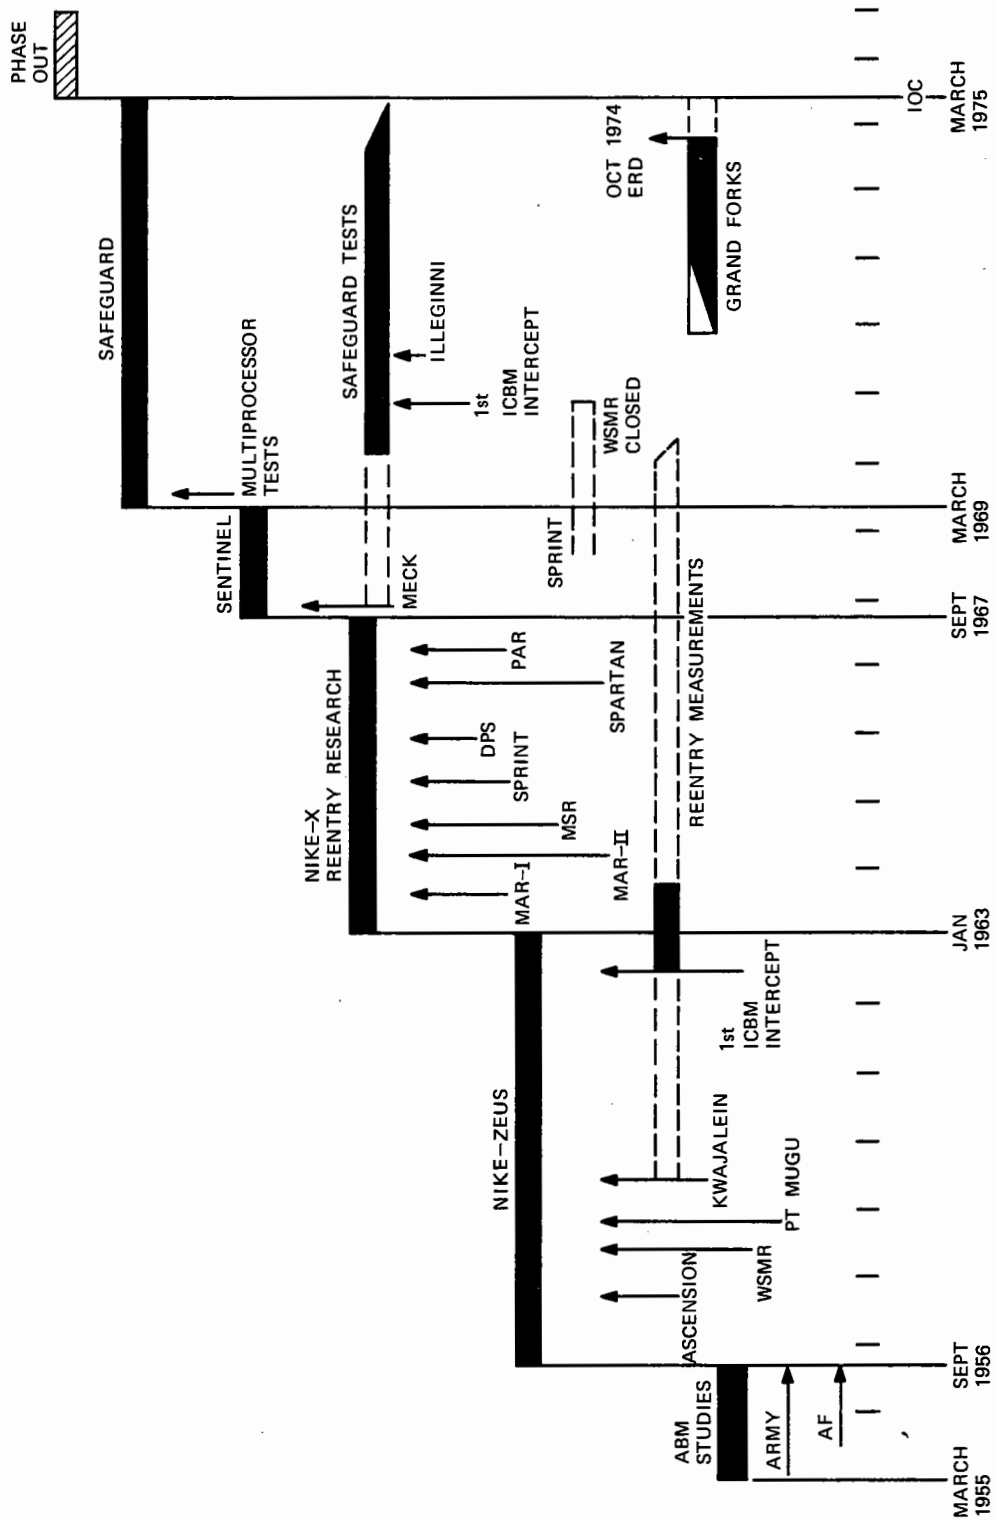 PHASE
OUT
SAFEGUARD
MULTIPROCESSOR
TESTS
SENTINEL
SAFEGUARD TESTS
ILLEGINNI
1st
ICBM
INTERCEPT
MECK
NIKE-X
REENTRY RESEARCH
PAR
SPARTAN
DPS
SPRINT
MSR
MAR-II
MAR-I
SPRINT
WSMR
CLOSED
OCT 1974
ERD
GRAND FORKS
REENTRY MEASUREMENTS
NIKE-ZEUS
1st
ICBM
INTERCEPT
KWAJALEIN
PT MUGU
WSMR
ASCENSION
ABM
STUDIES
ARMY
AF
IOC
MARCH
1955
SEPT
1956
JAN
1963
SEPT
1967
MARCH
1969
MARCH
1975